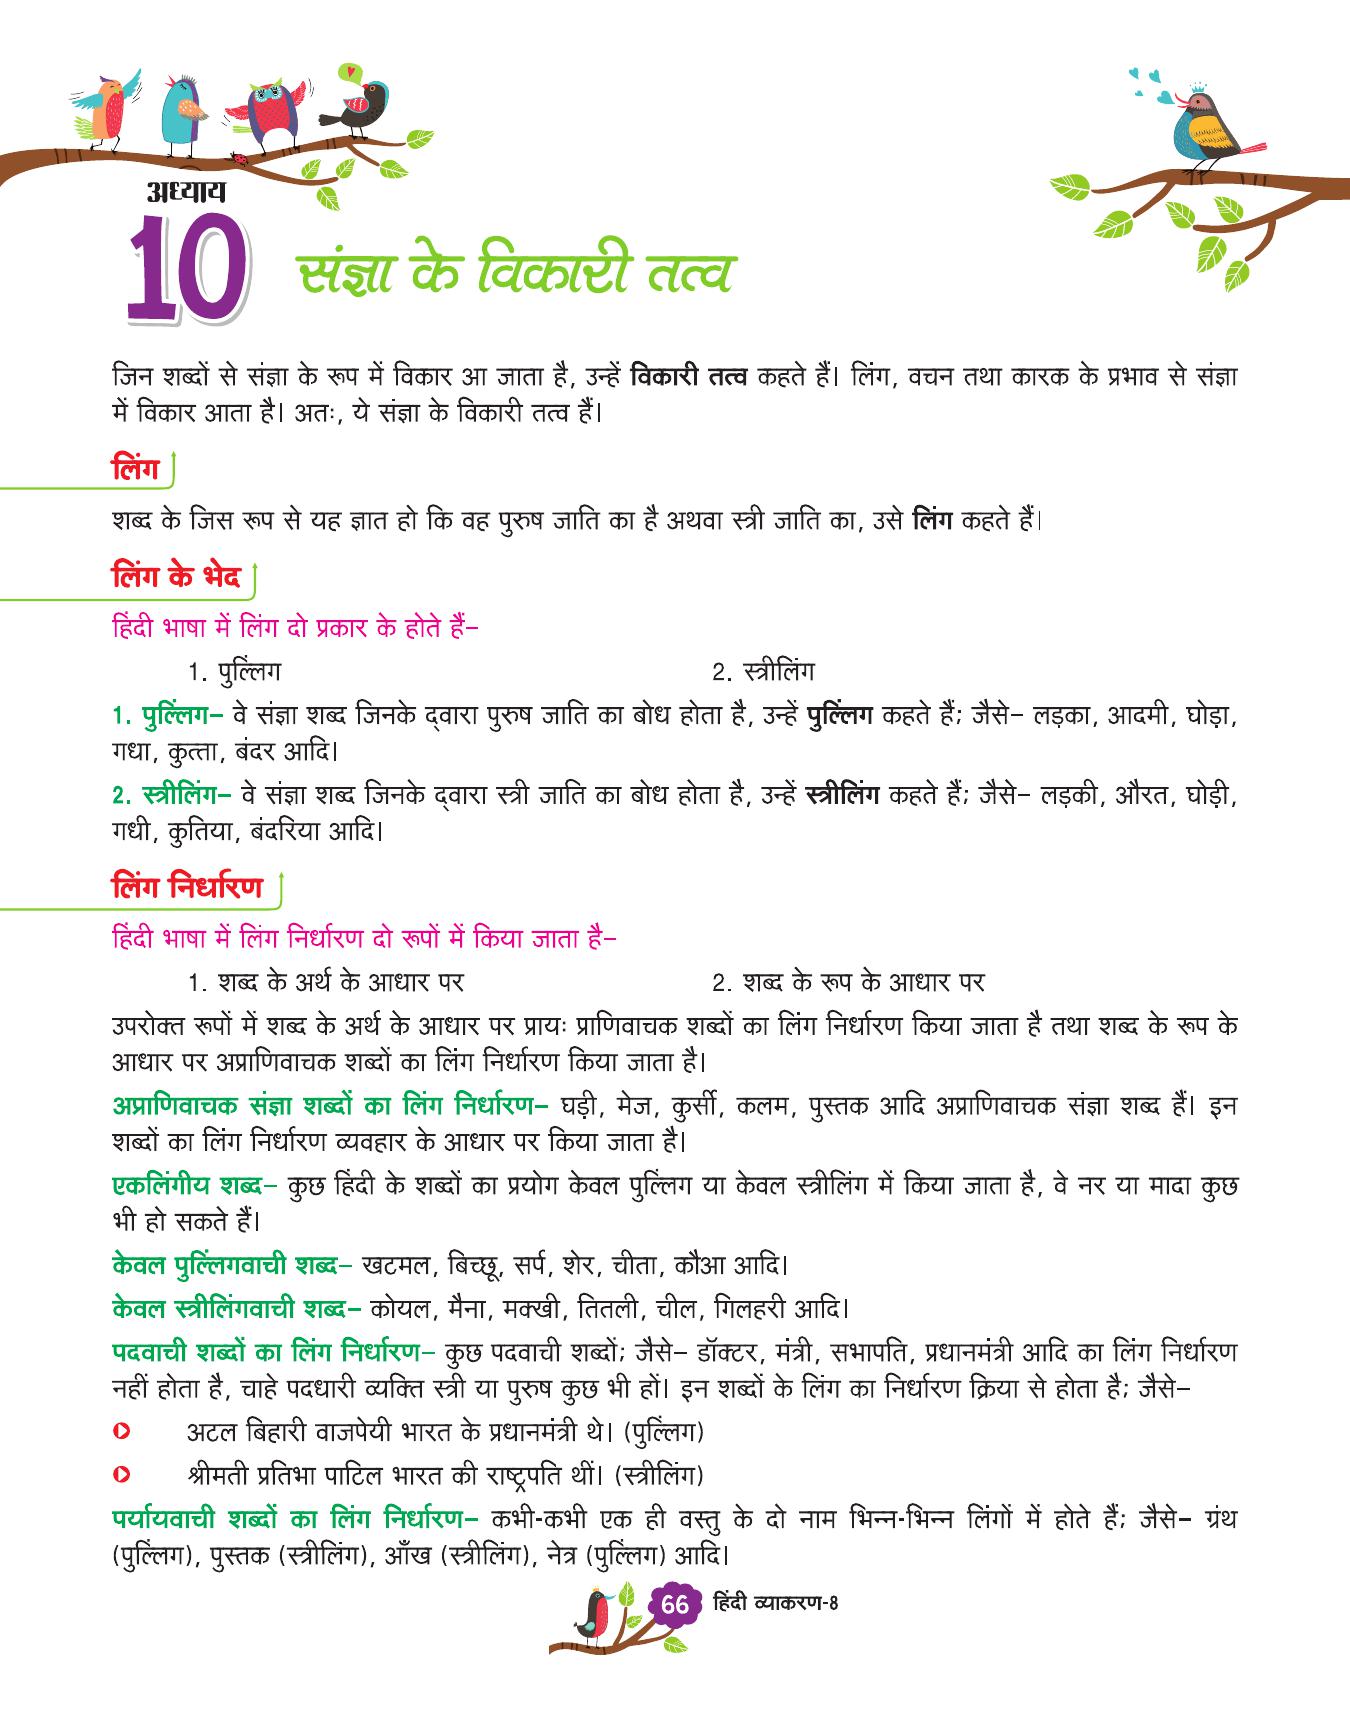 अध्याय
10
संज्ञा के विकारी तत्व
जिन शब्दों से संज्ञा के रूप में विकार आ जाता है, उन्हें विकारी तत्व कहते हैं। लिंग, वचन तथा कारक के प्रभाव से संज्ञा
में विकार आता है। अतः, ये संज्ञा के विकारी तत्व हैं।
लिंग
शब्द के जिस रूप से यह ज्ञात हो कि वह पुरुष जाति का है अथवा स्त्री जाति का, उसे लिंग कहते हैं।
लिंग के भेद
हिंदी भाषा में लिंग दो प्रकार के होते हैं–
1. पुल्लिंग 2. स्त्रीलिंग
1. पुल्लिंग– वे संज्ञा शब्द जिनके द्वारा पुरुष जाति का बोध होता है, उन्हें पुल्लिंग कहते हैं; जैसे– लड़का, आदमी, घोड़ा,
गधा, कुत्ता, बंदर आदि।
2. स्त्रीलिंग– वे संज्ञा शब्द जिनके द्वारा स्त्री जाति का बोध होता है, उन्हें स्त्रीलिंग कहते हैं; जैसे– लड़की, औरत, घोड़ी,
गधी, कुतिया, बंदरिया आदि।
लिंग निर्धारण
हिंदी भाषा में लिंग निर्धारण दो रूपों में किया जाता है–
1. शब्द के अर्थ के आधार पर 2. शब्द के रूप के आधार पर
उपरोक्त रूपों में शब्द के अर्थ के आधार पर प्रायः प्राणिवाचक शब्दों का लिंग निर्धारण किया जाता है तथा शब्द के रूप के
आधार पर अप्राणिवाचक शब्दों का लिंग निर्धारण किया जाता है।
अप्राणिवाचक संज्ञा शब्दों का लिंग निर्धारण– घड़ी, मेज, कुर्सी, कलम, पुस्तक आदि अप्राणिवाचक संज्ञा शब्द हैं। इन
शब्दों का लिंग निर्धारण व्यवहार के आधार पर किया जाता है।
एकलिंगीय शब्द– कुछ हिंदी के शब्दों का प्रयोग केवल पुल्लिंग या केवल स्त्रीलिंग में किया जाता है, वे नर या मादा कुछ
भी हो सकते हैं।
केवल पुल्लिंगवाची शब्द– खटमल, बिच्छू, सर्प, शेर, चीता, कौआ आदि।
केवल स्त्रीलिंगवाची शब्द– कोयल, मैना, मक्खी, तितली, चील, गिलहरी आदि।
पदवाची शब्दों का लिंग निर्धारण– कुछ पदवाची शब्दों; जैसे– डॉक्टर, मंत्री, सभापति, प्रधानमंत्री आदि का लिंग निर्धारण
नहीं होता है, चाहे पदधारी व्यक्ति स्त्री या पुरुष कुछ भी हों। इन शब्दों के लिंग का निर्धारण क्रिया से होता है; जैसे–
अटल बिहारी वाजपेयी भारत के प्रधानमंत्री थे। (पुल्लिंग)
श्रीमती प्रतिभा पाटिल भारत की राष्ट्रपति थीं। (स्त्रीलिंग)
पर्यायवाची शब्दों का लिंग निर्धारण– कभी-कभी एक ही वस्तु के दो नाम भिन्न-भिन्न लिंगों में होते हैं; जैसे– ग्रंथ
(पुल्लिंग), पुस्तक (स्त्रीलिंग), आँख (स्त्रीलिंग), नेत्र (पुल्लिंग) आदि।
66 हिंदी व्याकरण-8